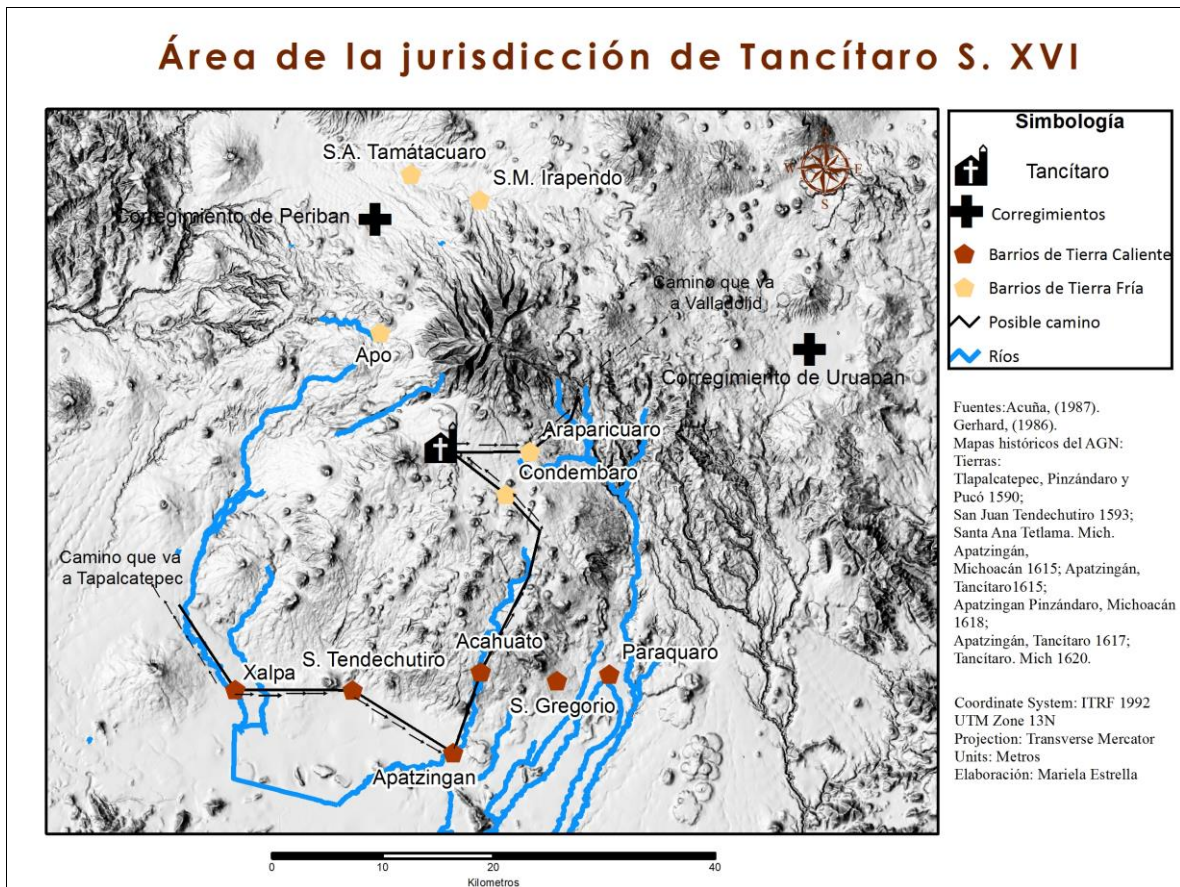 Área de la jurisdicción de Tancítaro S. XVI
S.A. Tamátacuaro
S.M. Irapendo
Corregimiento de Periban
Camino que va
a Valladolid
Apo
Corregimiento de Uruapan
Araparicuaro
Condembaro
Camino que va
a Tapalcatepec
Acahuato
Paraquaro
Xalpa
S. Tendechutiro
S. Gregorio
Apatzingan
W
E
S
0
10
20
40
Kilometros
Simbología
Tancítaro
Corregimientos
Barrios de Tierra Caliente
Barrios de Tierra Fría
Posible camino
Ríos
Fuentes:Acuña, (1987).
Gerhard, (1986).
Mapas históricos del AGN:
Tierras:
Tlapalcatepec, Pinzándaro y
Pucó 1590;
San Juan Tendechutiro 1593;
Santa Ana Tetlama. Mich.
Apatzingán,
Michoacán 1615; Apatzingán,
Tancítaro1615;
Apatzingan Pinzándaro, Michoacán
1618;
Apatzingán, Tancítaro 1617;
Tancítaro. Mich 1620.
Coordinate System: ITRF 1992
UTM Zone 13N
Projection: Transverse Mercator
Units: Metros
Elaboración: Mariela Estrella